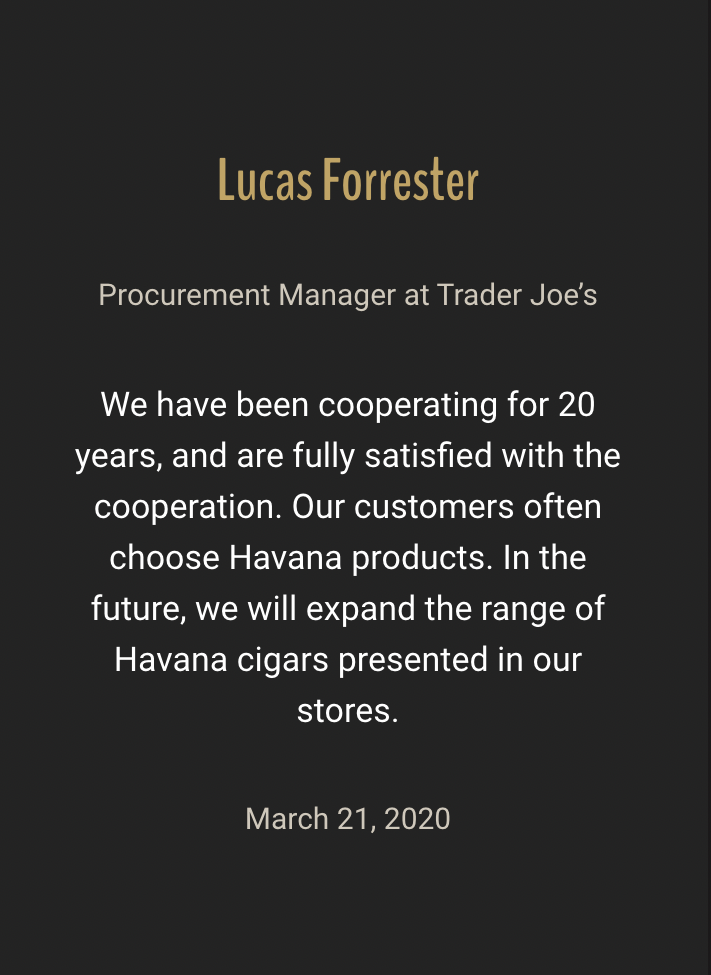 Lucas Forrester
Procurement Manager at Trader Joe’s
We have been cooperating for 20
years, and are fully satisfied with the
cooperation. Our customers often
choose Havana products. In the
future, we will expand the range of
Havana cigars presented in our
stores.
March 21, 2020